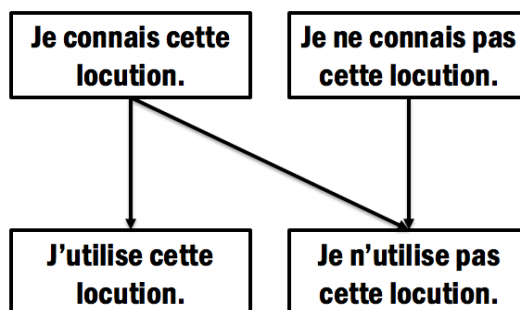 Je connais cette
locution.
Je ne connais pas
cette locution.
J'utilise cette
locution.
Je n'utilise pas
cette locution.